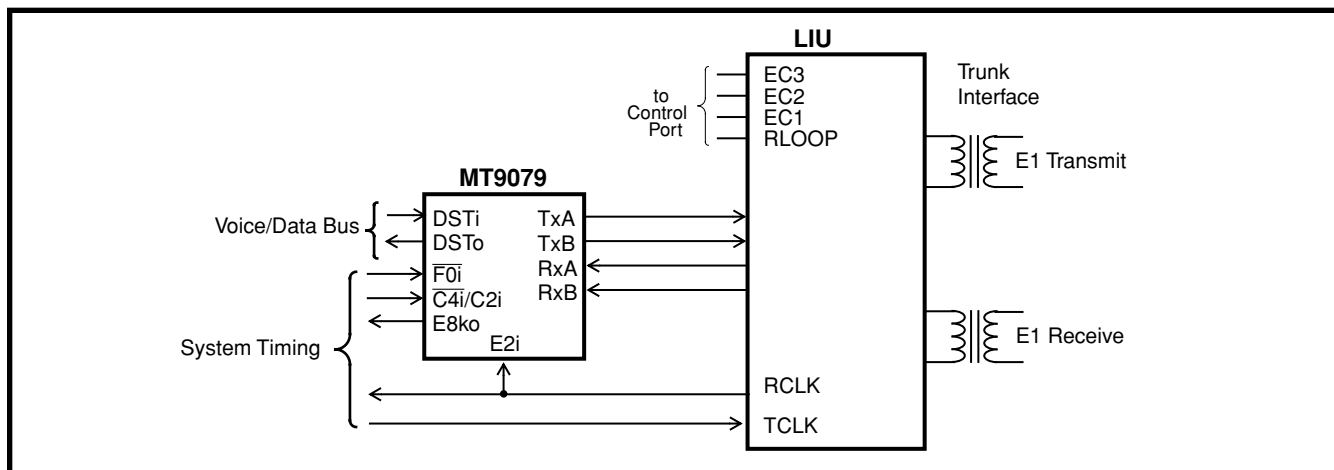 LIU
EC3
EC2
EC1
RLOOP
to
Control
Port
Trunk
Interface
E1 Transmit
MT9079
Voice/Data Bus
DSTi
DSTo
F0i
C4i/C2i
E8ko
E2i
TxA
TxB
RxA
RxB
System Timing
E1 Receive
RCLK
TCLK